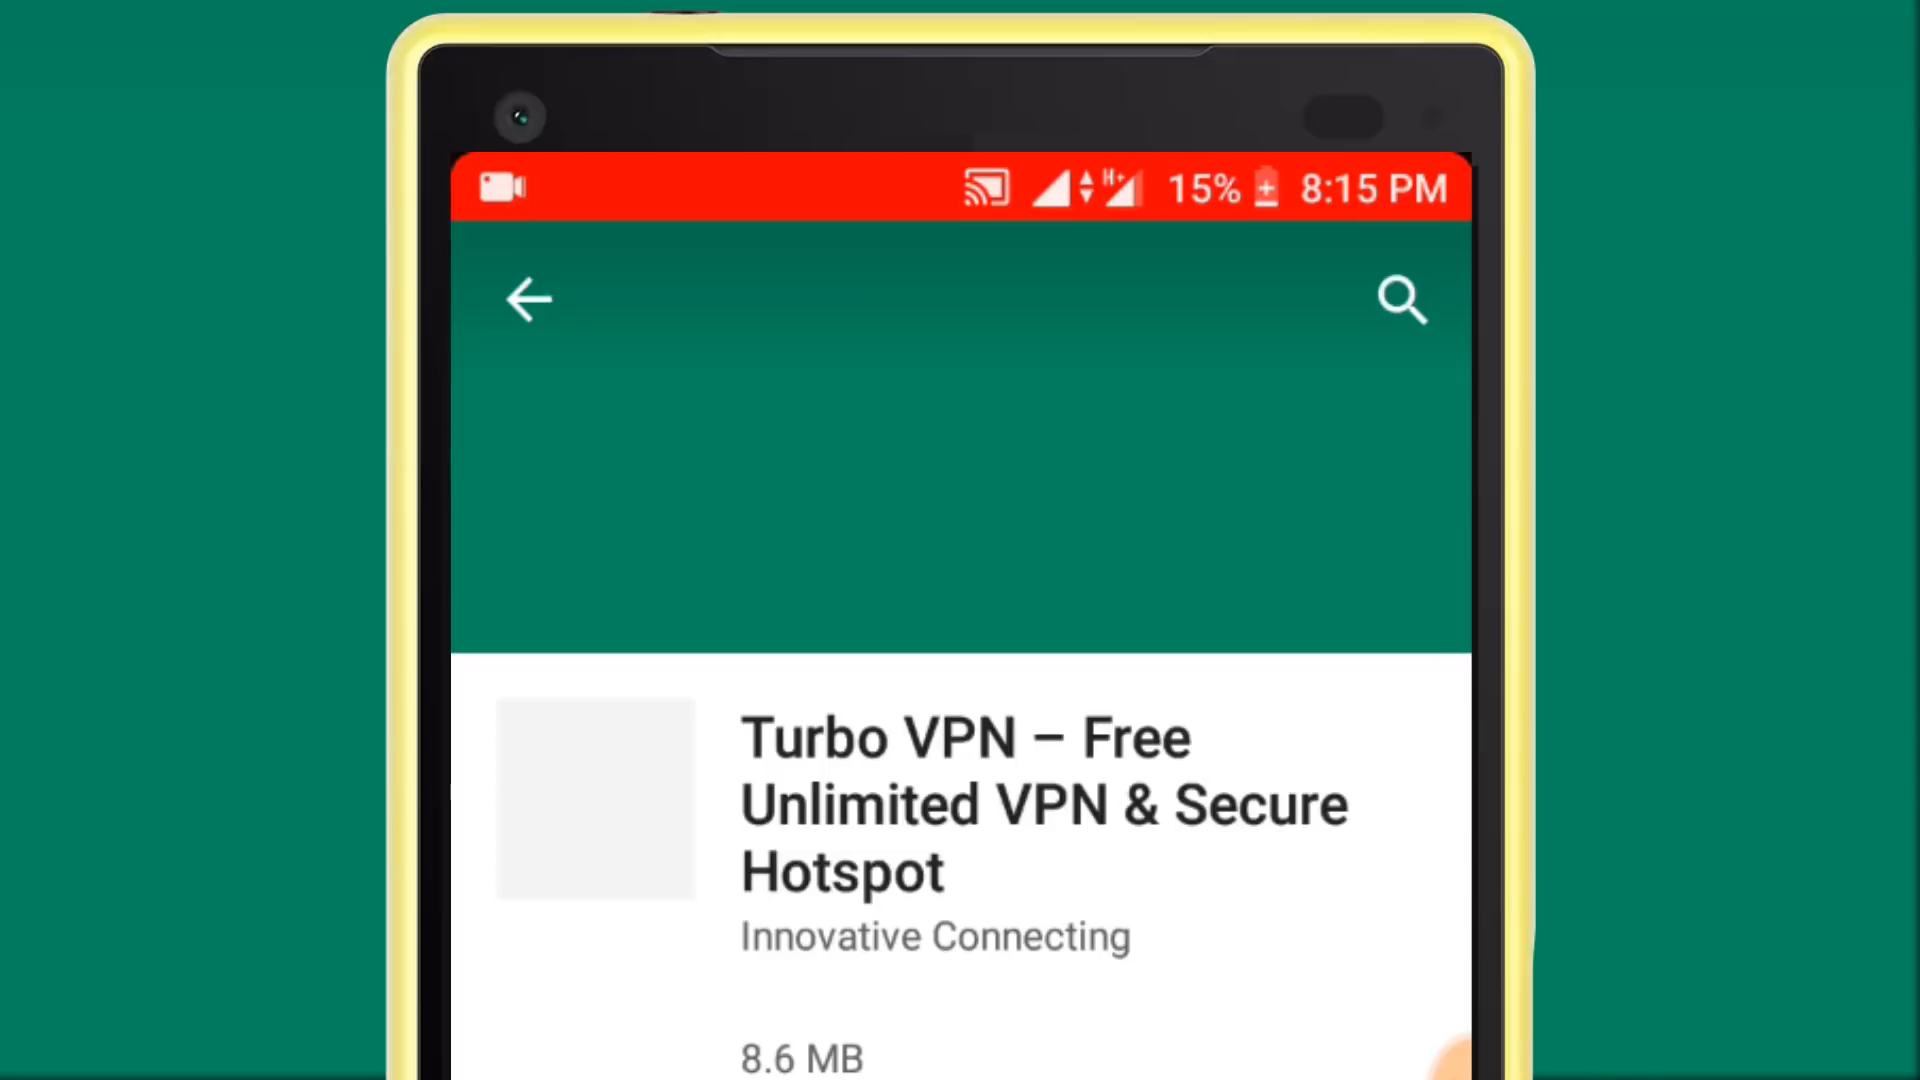 H+ 15% 8:15 PM
Turbo VPN – Free
Unlimited VPN & Secure
Hotspot
Innovative Connecting
8.6 MB